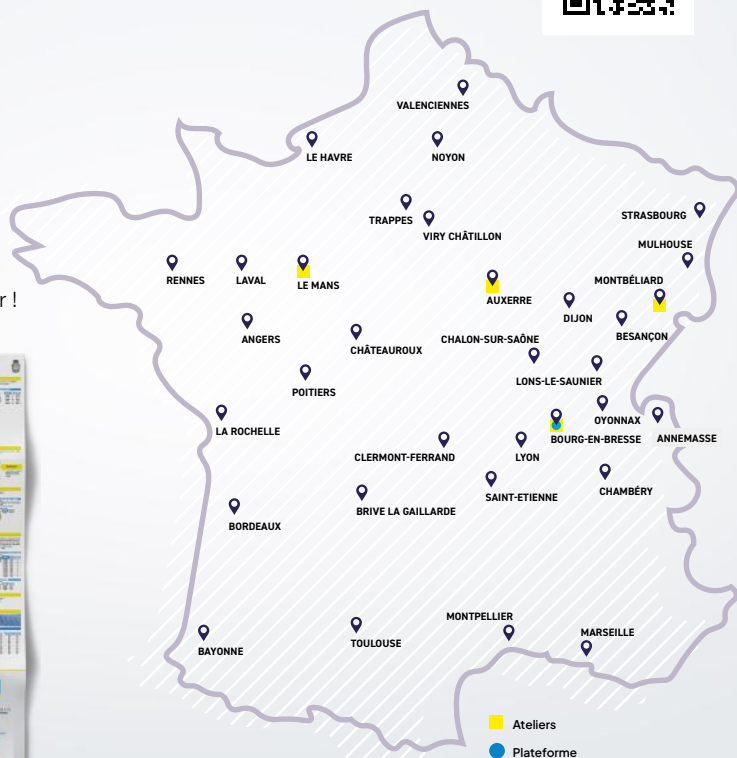 VALENCIENNES
LE HAVRE
NOYON
TRAPPES
VIRY CHÂTILLON
STRASBOURG
MULHOUSE
RENNES
LAVAL
LE MANS
AUXERRE
MONTBÉLIARD
r !
DIJON
BESANÇON
ANGERS
CHÂTEAUROUX
CHALON-SUR-SAÔNE
LONS-LE-SAUNIER
POITIERS
LA ROCHELLE
OYONNAX
BOURG-EN-BRESSE
ANNEMASSE
CLERMONT-FERRAND
LYON
SAINT-ETIENNE
CHAMBÉRY
BRIVE LA GAILLARDE
BORDEAUX
MONTPELLIER
MARSEILLE
BAYONNE
TOULOUSE
Ateliers
Plateforme